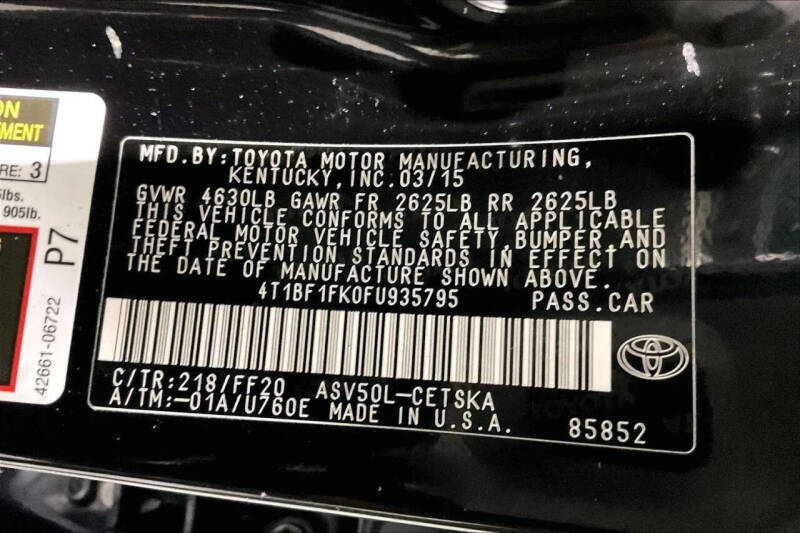 ON
TMENT
RE: 3
lbs.
905lb.
P7
42661-06722
MFD.BY: TOYOTA MOTOR MANUFACTURING,
KENTUCKY, INC. 03/15
GVWR 4630LB GAWR FR 2625LB RR 2625LB
THIS VEHICLE CONFORMS TO ALL APPLICABLE
FEDERAL MOTOR VEHICLE SAFETY, BUMPER, AND
THEFT PREVENTION STANDARDS IN EFFECT ON
THE DATE OF MANUFACTURE SHOWN ABOVE.
4T1BF1FK0FU935795 PASS.CAR
C/TR:218/FF20 ASV50L-CETSKA
A/TM:-01A/U760E MADE IN U.S.A. 85852